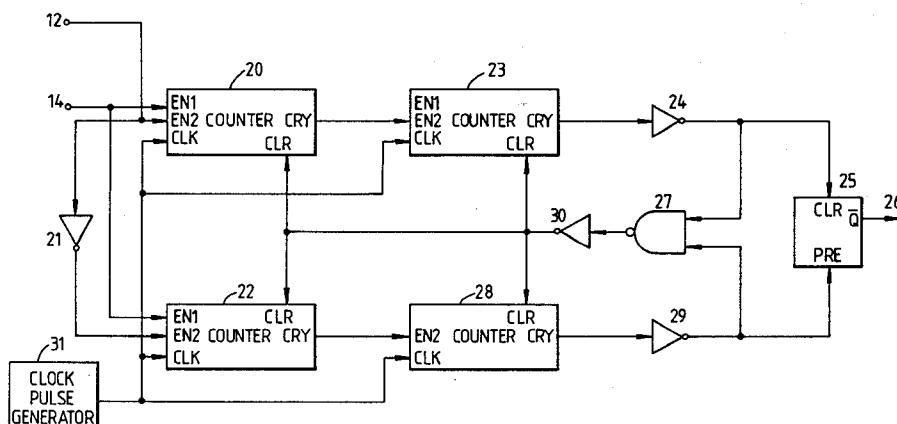 12
20
23
24
14
EN1
EN2 COUNTER CRY
CLK
CLR
EN1
EN2 COUNTER CRY
CLK
CLR
25
26
27
30
CLR Q̅
PRE
21
22
28
29
CLR
EN1
EN2 COUNTER CRY
CLK
CLR
EN2 COUNTER CRY
CLK
31
CLOCK
PULSE
GENERATOR